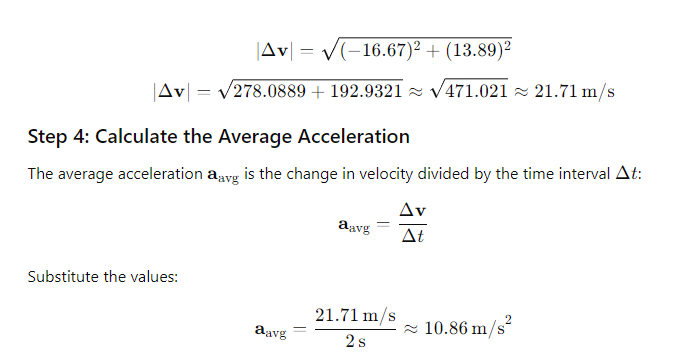 |Δv| = √(−16.67)² + (13.89)²
|Δv| = √278.0889 + 192.9321 ≈ √471.021 ≈ 21.71 m/s
Step 4: Calculate the Average Acceleration
The average acceleration a_avg is the change in velocity divided by the time interval Δt:
a_avg = Δv / Δt
Substitute the values:
a_avg = 21.71 m/s / 2 s ≈ 10.86 m/s²